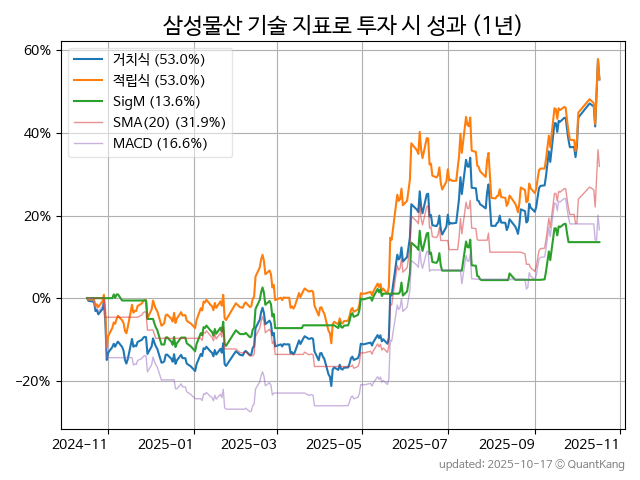 삼성물산 기술 지표로 투자 시 성과 (1년)
거치식 (53.0%)
적립식 (53.0%)
SigM (13.6%)
SMA(20) (31.9%)
MACD (16.6%)
60%
40%
20%
0%
−20%
2024-11 2025-01 2025-03 2025-05 2025-07 2025-09 2025-11
updated: 2025-10-17 © QuantKang